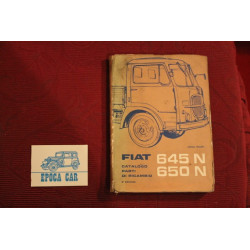 FIAT 645 N
650 N
CATALOGO
PARTI
DI RICAMBIO
EPOCA CAR